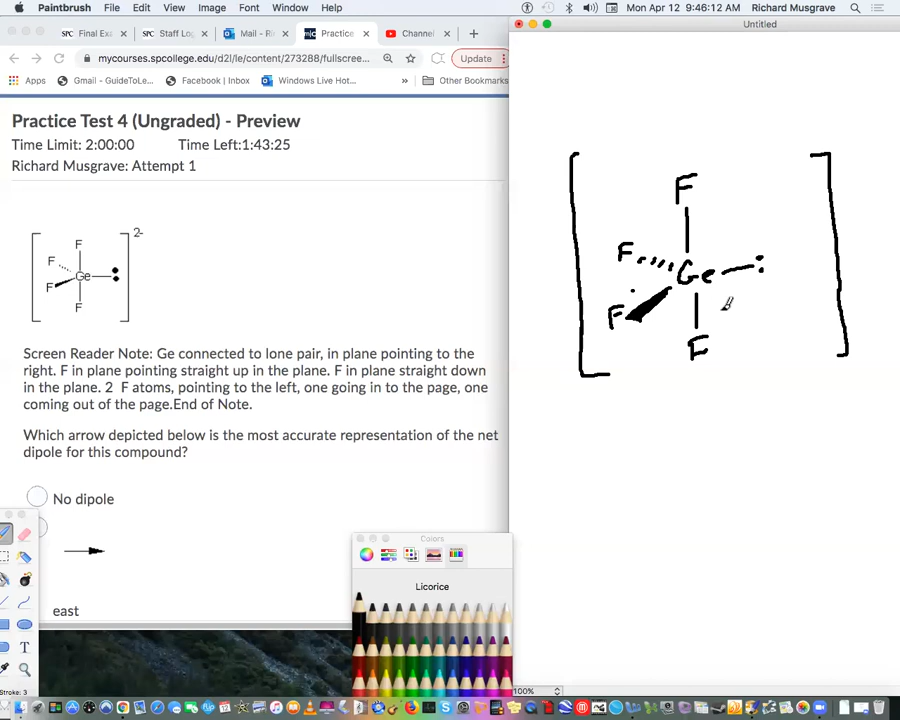 Paintbrush File Edit View Image Font Window Help
Mon Apr 12 9:46:12 AM Richard Musgrave
SPC Final Exa SPC Staff Log Mail - Ri Practice Channel
Untitled
mycourses.spcollege.edu/d2l/le/content/273288/fullscree... Update
Apps Gmail - GuideToLe... Facebook | Inbox Windows Live Hot... » Other Bookmarks
Practice Test 4 (Ungraded) - Preview
Time Limit: 2:00:00 Time Left:1:43:25
Richard Musgrave: Attempt 1
2-
F
F
Ge
F
F
F
F
Ge
F
F
Screen Reader Note: Ge connected to lone pair, in plane pointing to the
right. F in plane pointing straight up in the plane. F in plane straight down
in the plane. 2 F atoms, pointing to the left, one going in to the page, one
coming out of the page.End of Note.
Which arrow depicted below is the most accurate representation of the net
dipole for this compound?
No dipole
east
Colors
Licorice
T
Stroke: 3
100%